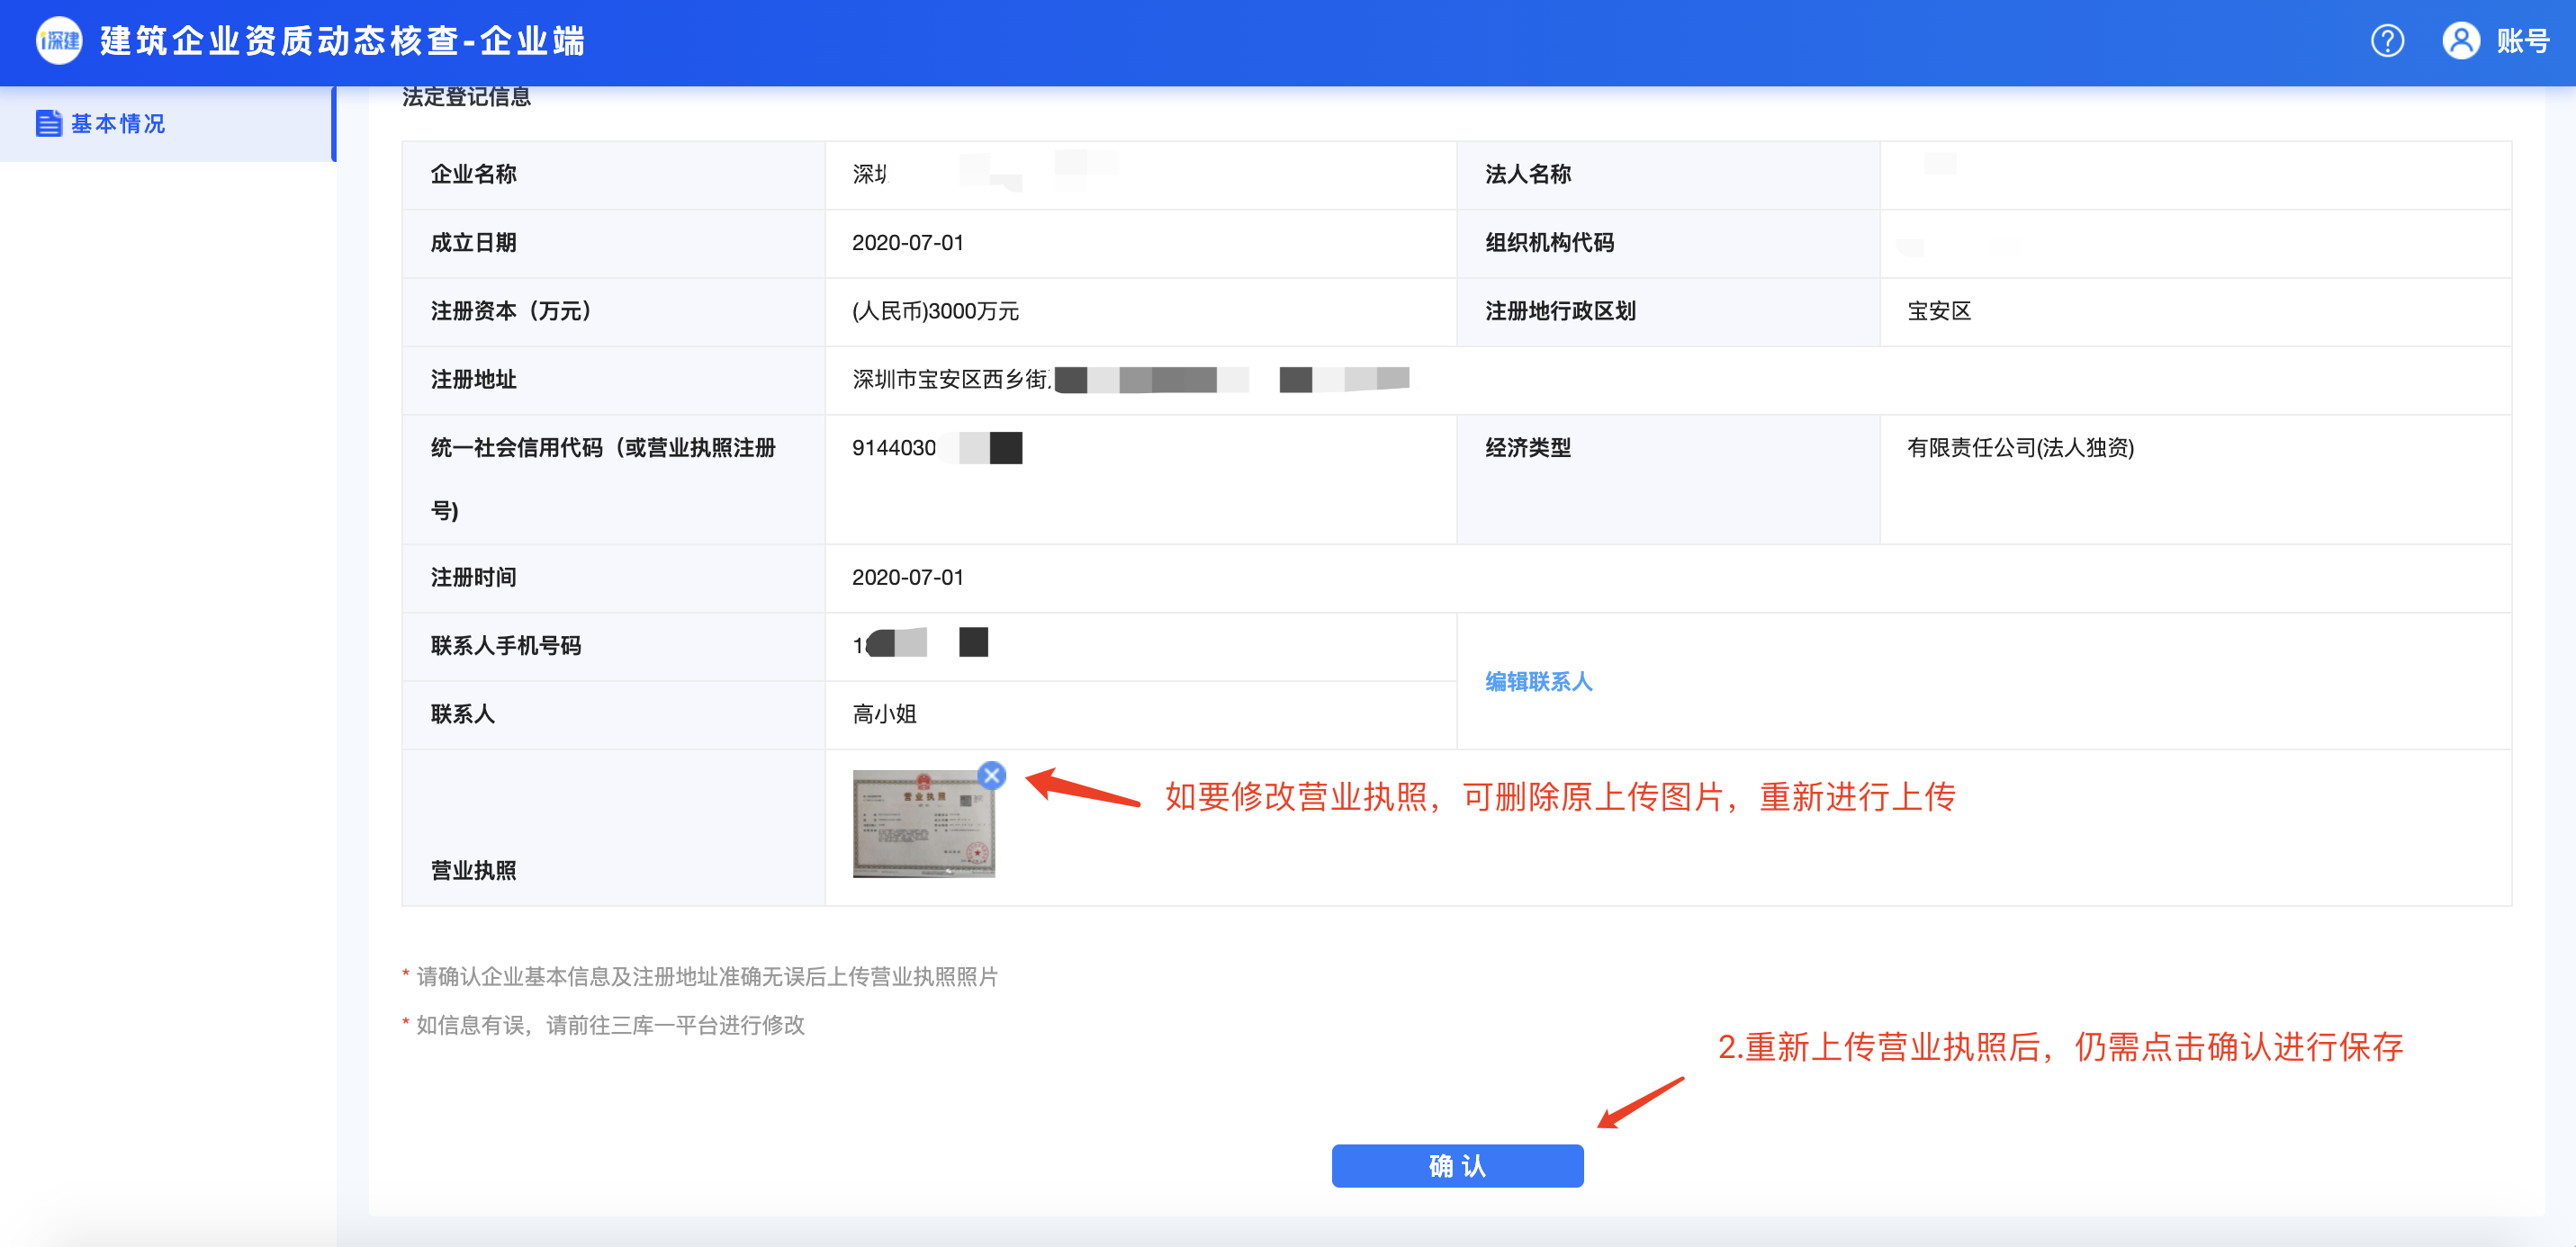 i深建 建筑企业资质动态核查-企业端 账号
基本情况
法定登记信息
企业名称 深圳 法人名称
成立日期 2020-07-01 组织机构代码
注册资本（万元） (人民币)3000万元 注册地行政区划 宝安区
注册地址 深圳市宝安区西乡街
统一社会信用代码（或营业执照注册 9144030 经济类型 有限责任公司(法人独资)
号)
注册时间 2020-07-01
联系人手机号码 1
编辑联系人
联系人 高小姐
如要修改营业执照，可删除原上传图片，重新进行上传
营业执照
营业执照
* 请确认企业基本信息及注册地址准确无误后上传营业执照照片
* 如信息有误，请前往三库一平台进行修改
2.重新上传营业执照后，仍需点击确认进行保存
确 认